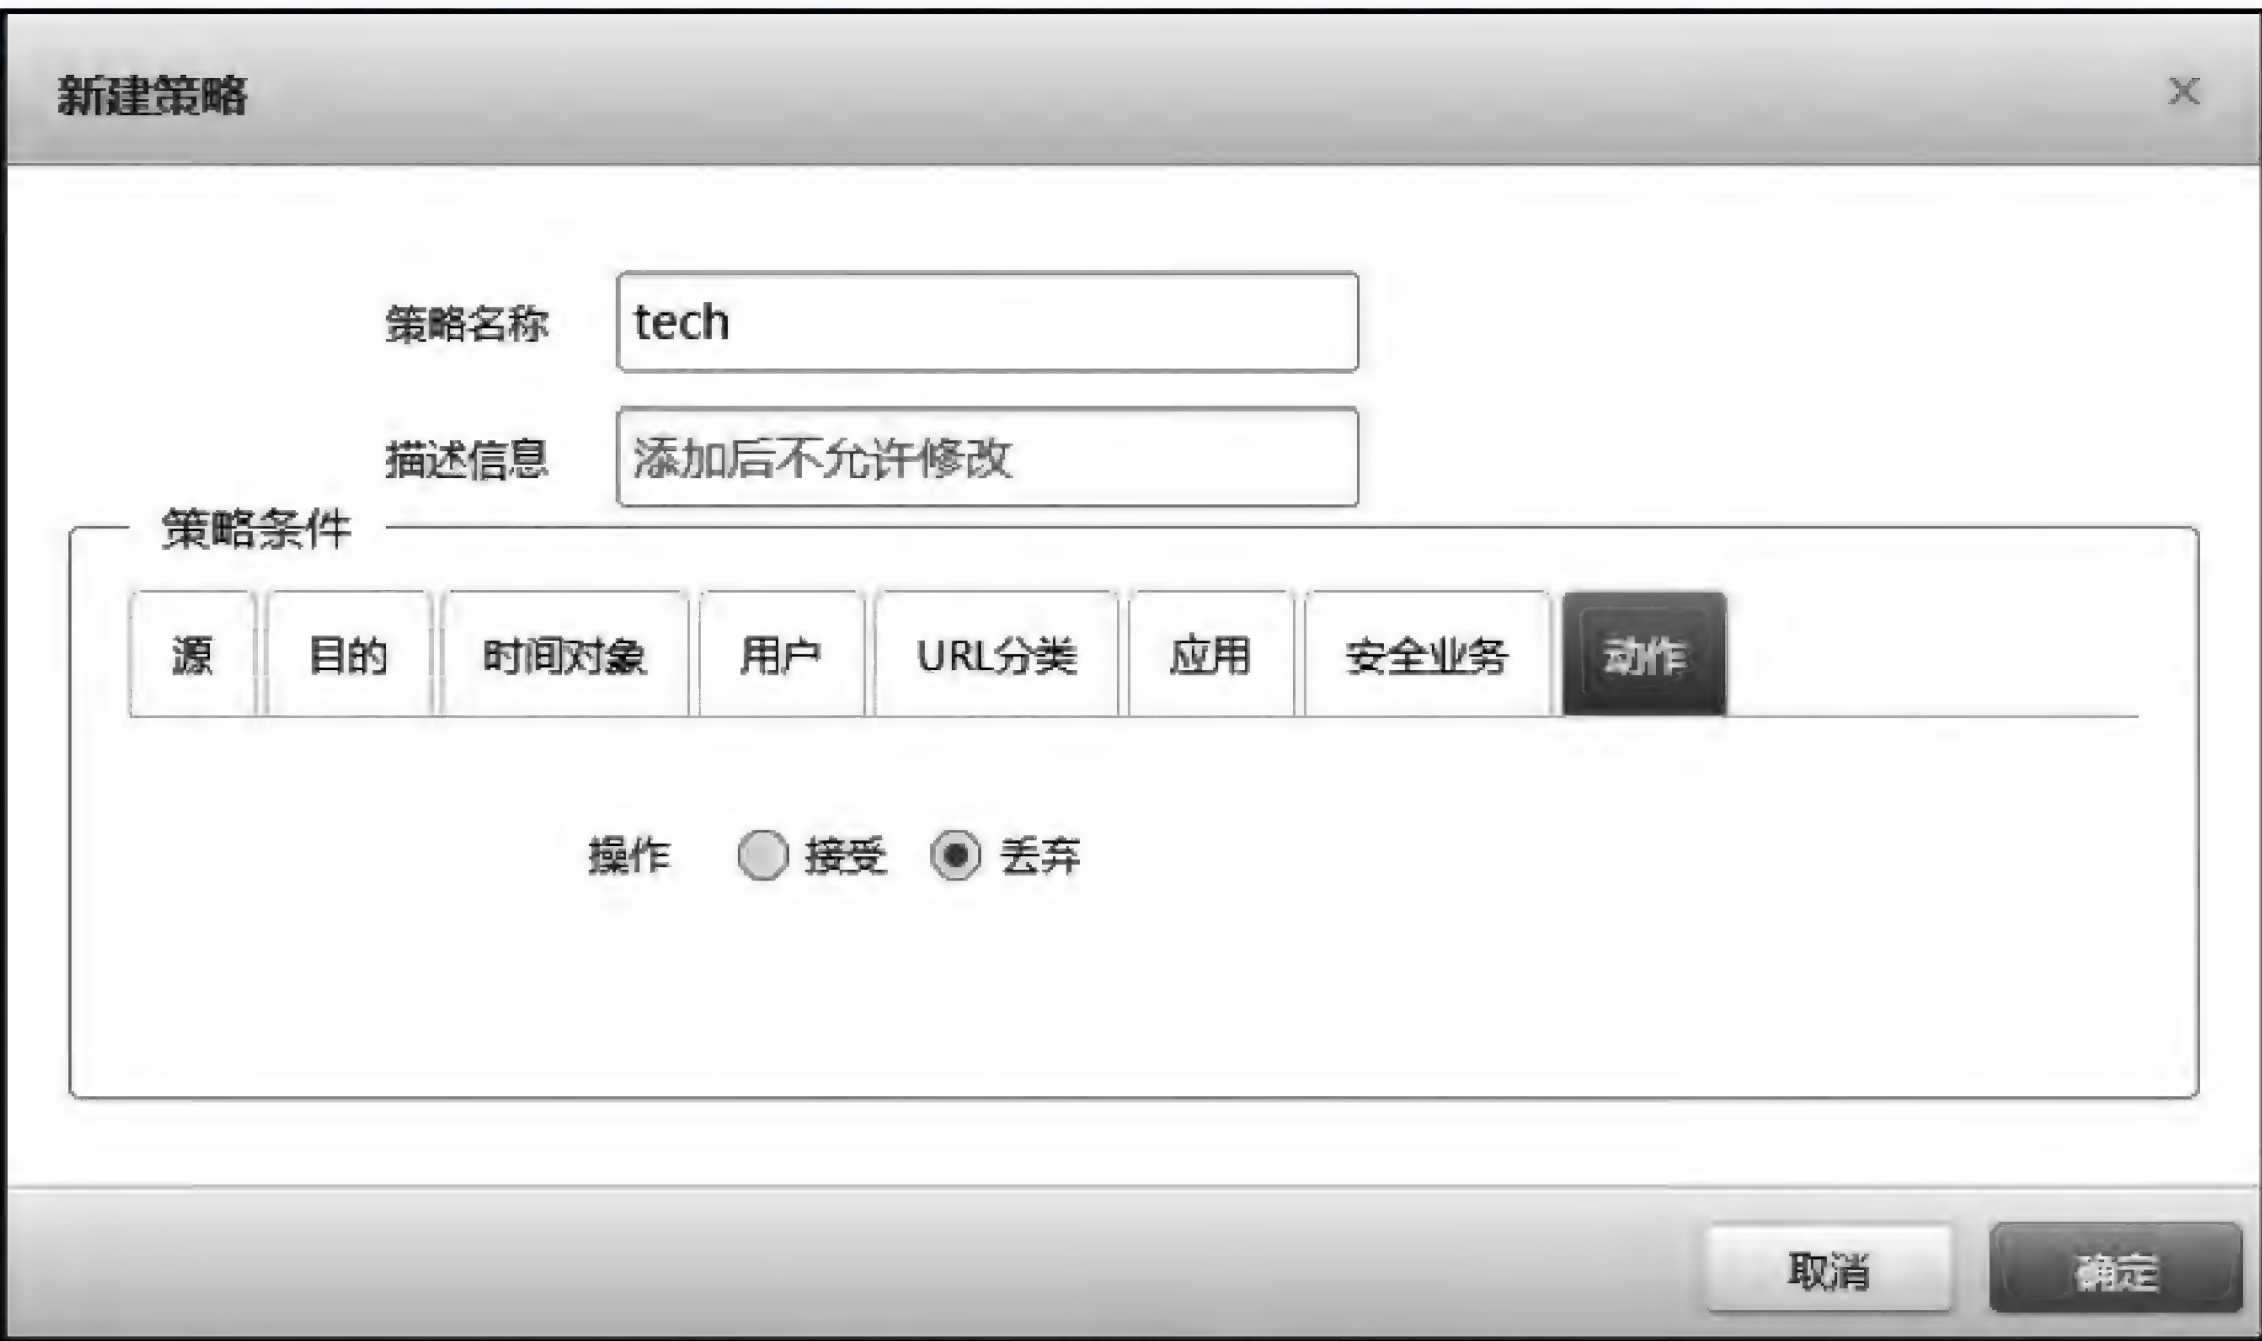 新建策略
策略名称 tech
描述信息 添加后不允许修改
策略条件
源 目的 时间对象 用户 URL分类 应用 安全业务 动作
操作 接受 丢弃
取消 确定